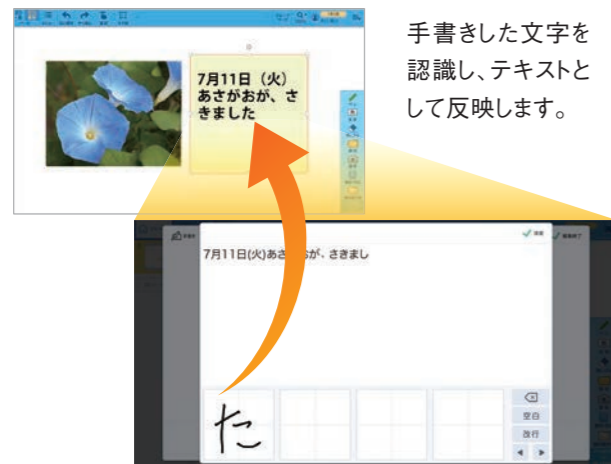 手書きした文字を
認識し、テキストと
して反映します。
7月11日（火）
あさがおが、さ
きました
7月11日(火)あさがおが、さきまし
た
空白
改行